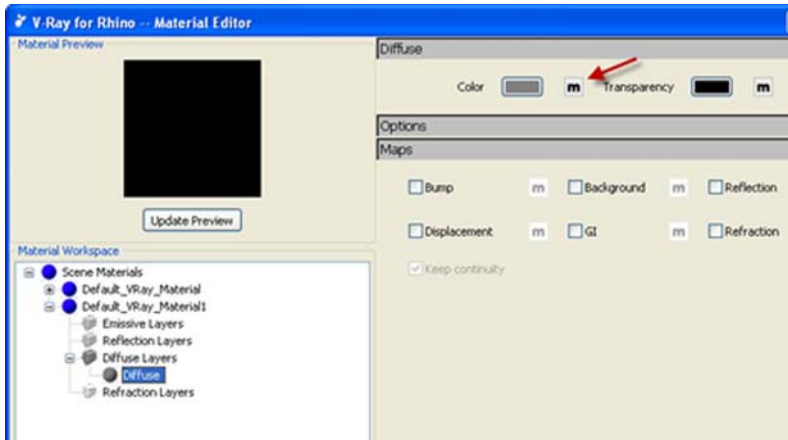 V-Ray for Rhino -- Material Editor
Material Preview
Update Preview
Material Workspace
Scene Materials
Default_VRay_Material
Default_VRay_Material1
Emissive Layers
Reflection Layers
Diffuse Layers
Diffuse
Refraction Layers
Diffuse
Color m Transparency m
Options
Maps
Bump m Background m Reflection
Displacement m GI m Refraction
Keep continuity